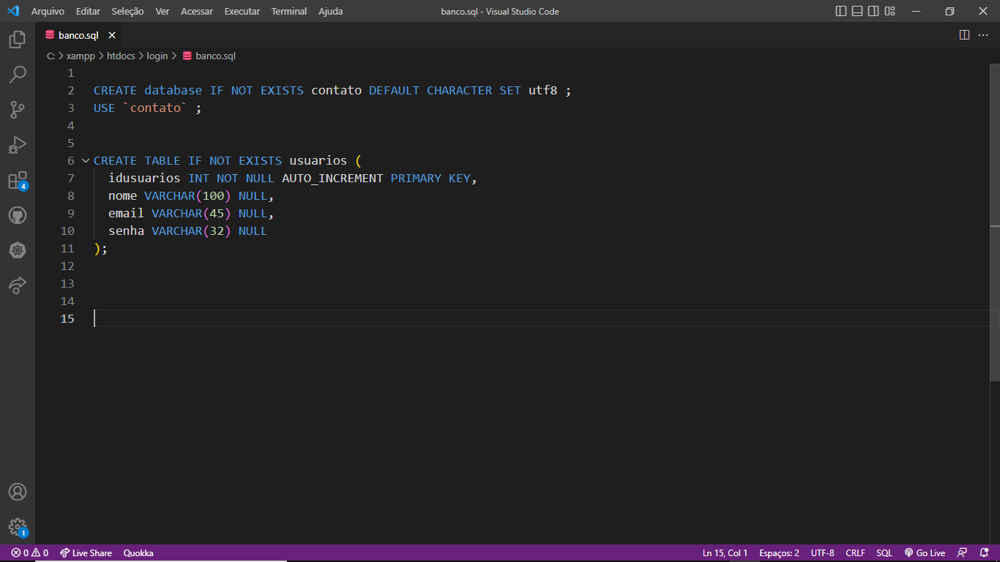 Arquivo Editar Seleção Ver Acessar Executar Terminal Ajuda banco.sql - Visual Studio Code
banco.sql
C: > xampp > htdocs > login > banco.sql
1
2 CREATE database IF NOT EXISTS contato DEFAULT CHARACTER SET utf8 ;
3 USE `contato` ;
4
5
6 CREATE TABLE IF NOT EXISTS usuarios (
7 idusuarios INT NOT NULL AUTO_INCREMENT PRIMARY KEY,
8 nome VARCHAR(100) NULL,
9 email VARCHAR(45) NULL,
10 senha VARCHAR(32) NULL
11 );
12
13
14
15
4
1
0 0 Live Share Quokka Ln 15, Col 1 Espaços: 2 UTF-8 CRLF SQL Go Live